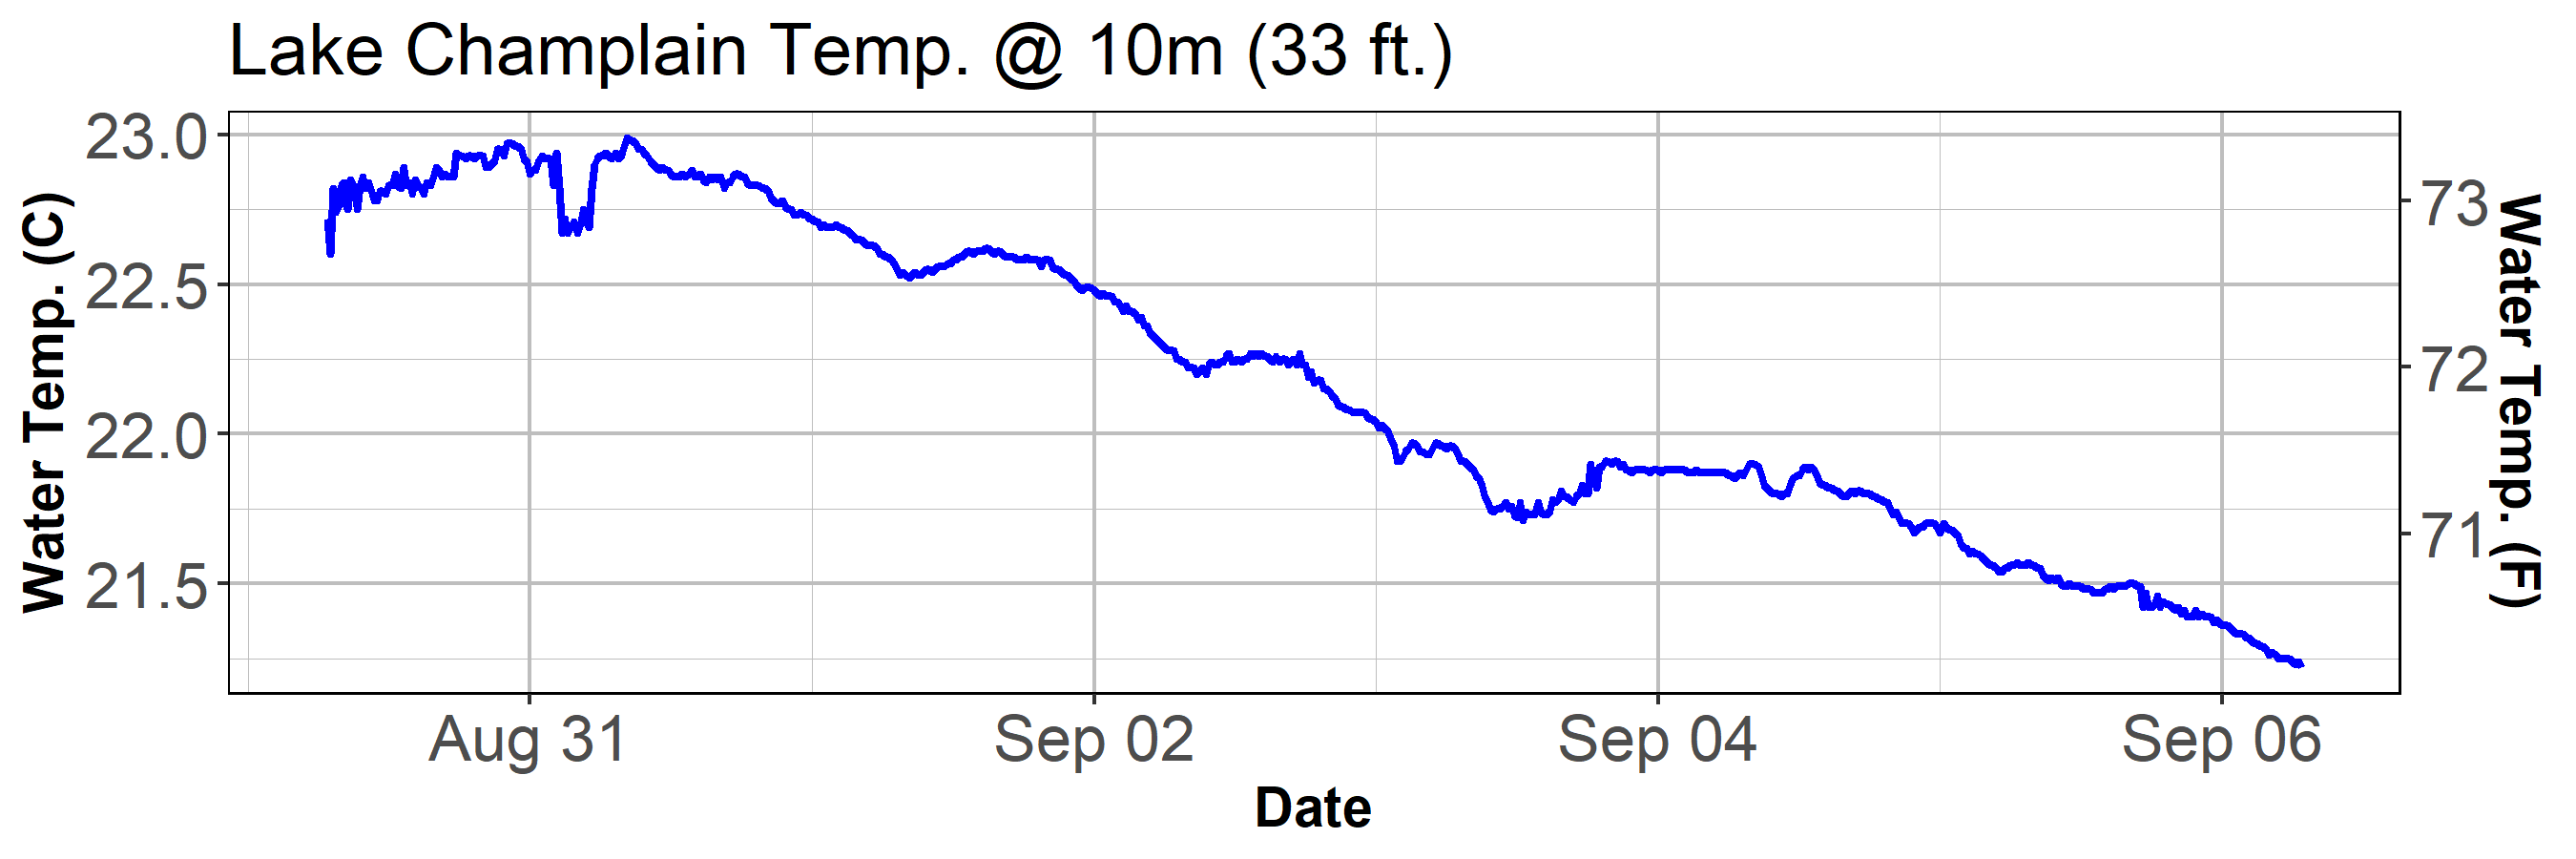 Lake Champlain Temp. @ 10m (33 ft.)
Water Temp. (C)
23.0
22.5
22.0
21.5
73
72
71
Water Temp. (F)
Aug 31
Sep 02
Sep 04
Sep 06
Date